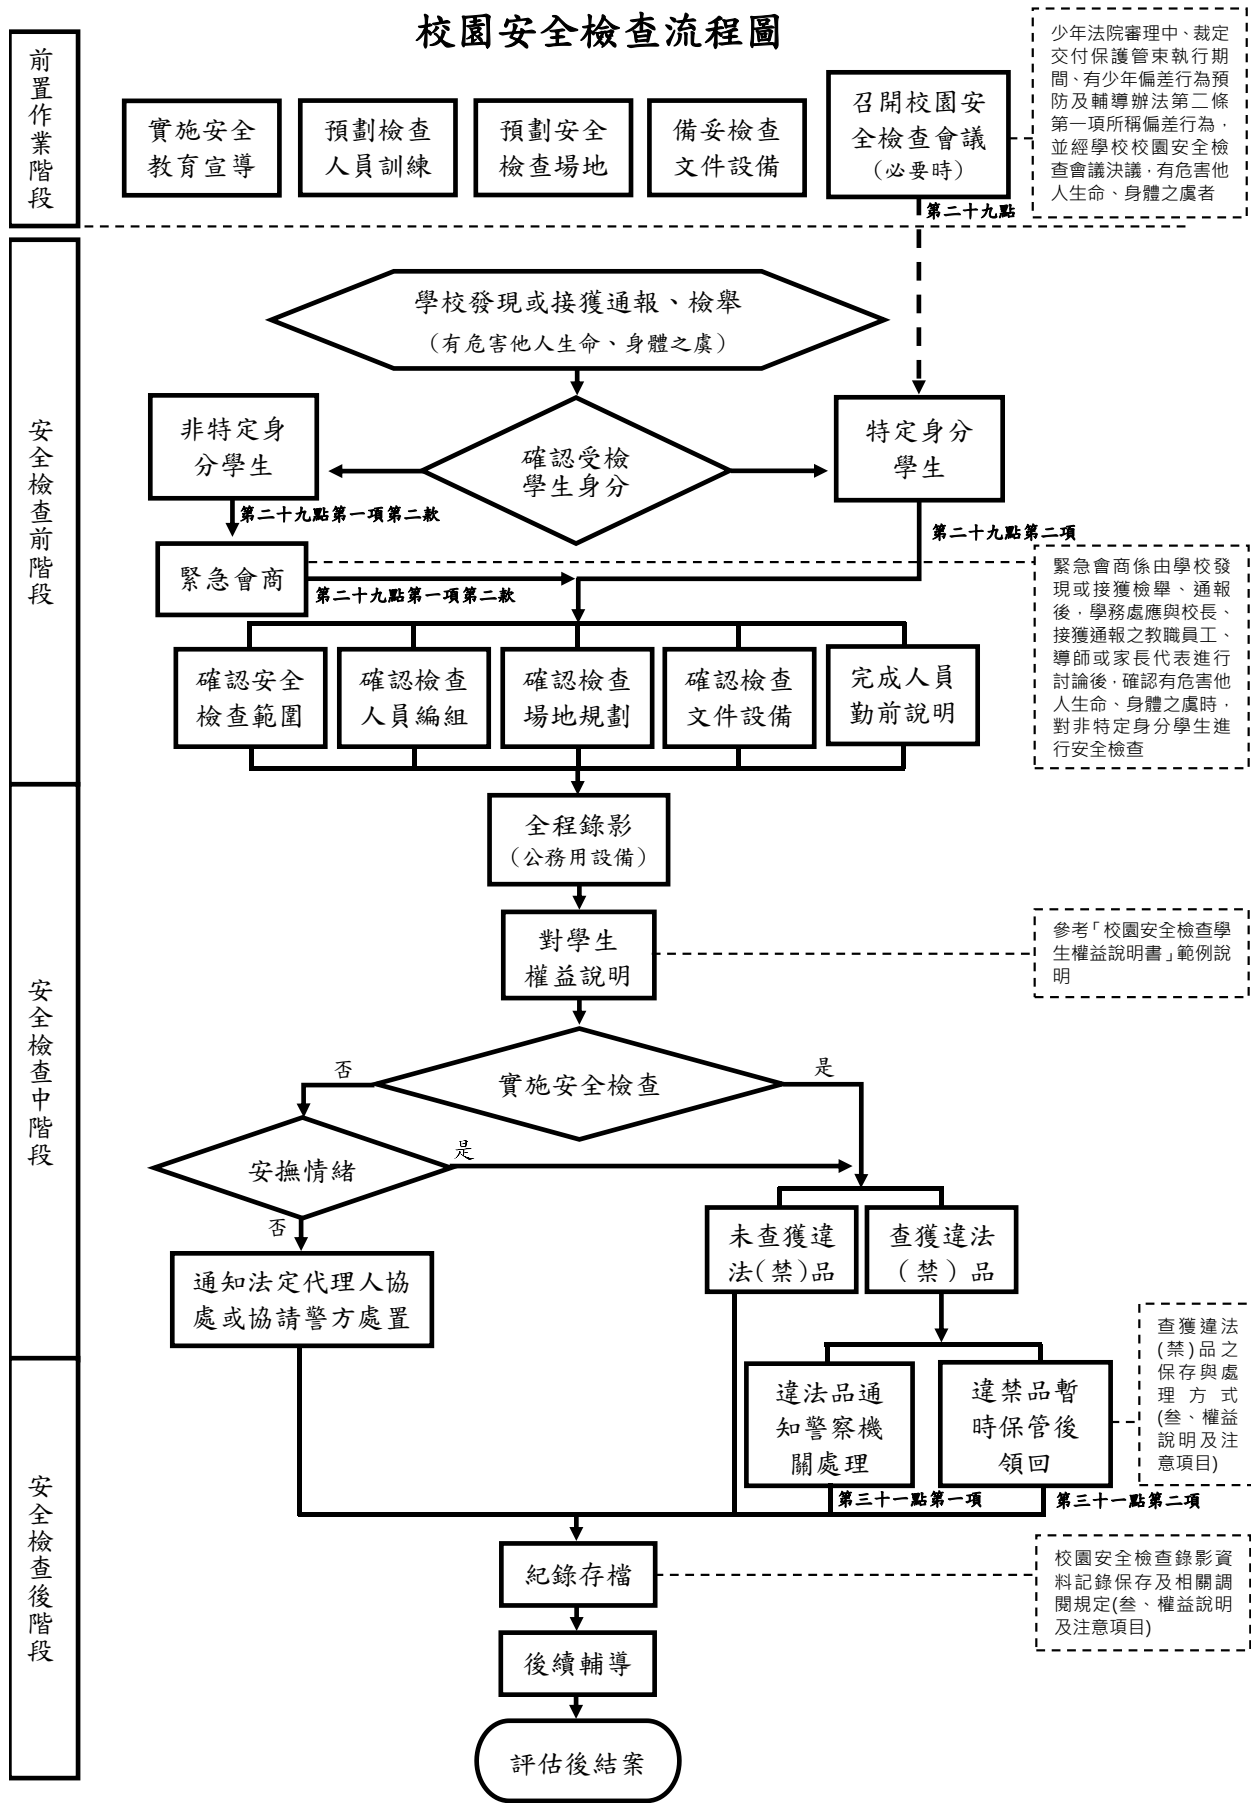 校園安全檢查流程圖
前置作業階段
實施安全
教育宣導
預劃檢查
人員訓練
預劃安全
檢查場地
備妥檢查
文件設備
召開校園安
全檢查會議
(必要時)
少年法院審理中、裁定
交付保護管束執行期
間、有少年偏差行為預
防及輔導辦法第二條
第一項所稱偏差行為，
並經學校校園安全檢
查會議決議，有危害他
人生命、身體之虞者
第二十九點
安全檢查前階段
學校發現或接獲通報、檢舉
(有危害他人生命、身體之虞)
非特定身
分學生
確認受檢
學生身分
特定身分
學生
第二十九點第一項第二款
第二十九點第二項
緊急會商
第二十九點第一項第二款
緊急會商係由學校發
現或接獲檢舉、通報
後，學務處應與校長、
接獲通報之教職員工、
導師或家長代表進行
討論後，確認有危害他
人生命、身體之虞時，
對非特定身分學生進
行安全檢查
確認安全
檢查範圍
確認檢查
人員編組
確認檢查
場地規劃
確認檢查
文件設備
完成人員
勤前說明
安全檢查中階段
全程錄影
(公務用設備)
對學生
權益說明
參考「校園安全檢查學
生權益說明書」範例說
明
實施安全檢查
否
是
安撫情緒
是
否
通知法定代理人協
處或協請警方處置
未查獲違
法(禁)品
查獲違法
(禁)品
安全檢查後階段
違法品通
知警察機
關處理
違禁品暫
時保管後
領回
查獲違法
(禁)品之
保存與處
理方式
(叁、權益
說明及注
意項目)
第三十一點第一項
第三十一點第二項
紀錄存檔
校園安全檢查錄影資
料記錄保存及相關調
閱規定(叁、權益說明
及注意項目)
後續輔導
評估後結案